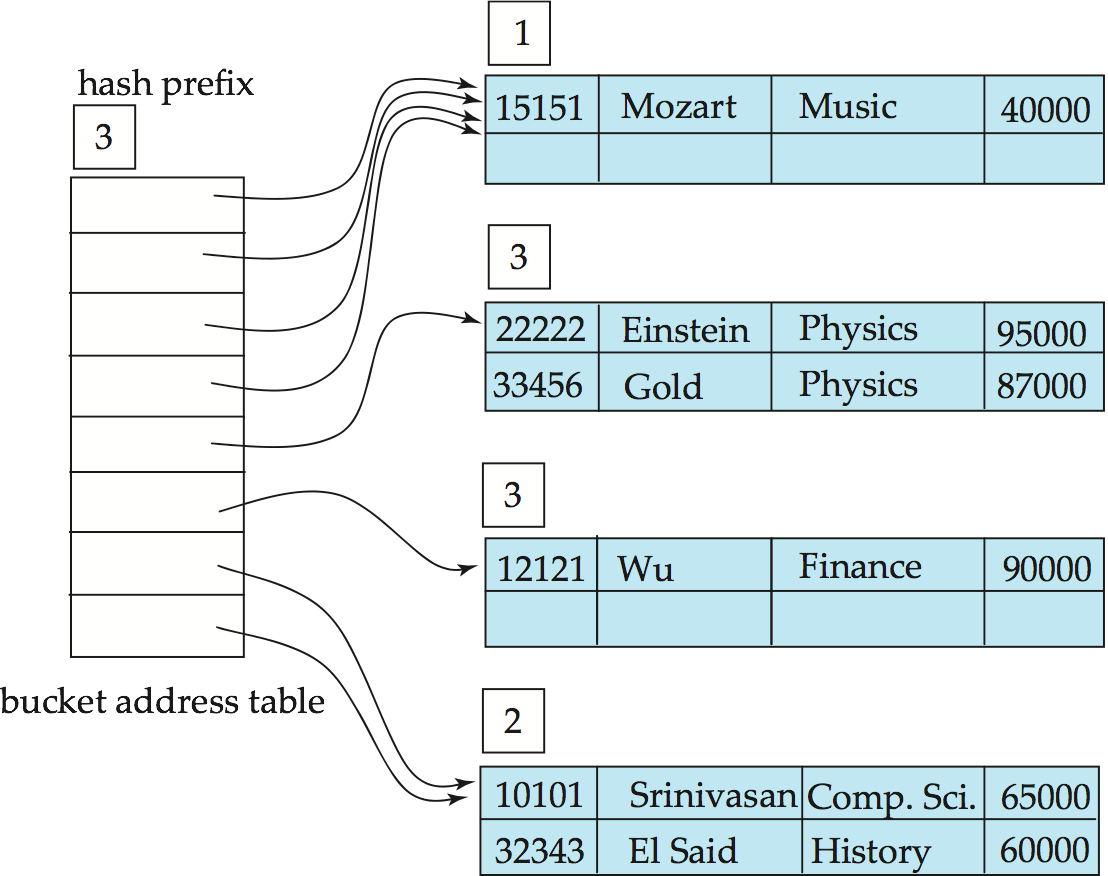 1
hash prefix
3
15151 Mozart Music 40000
3
22222 Einstein Physics 95000
33456 Gold Physics 87000
3
12121 Wu Finance 90000
bucket address table
2
10101 Srinivasan Comp. Sci. 65000
32343 El Said History 60000